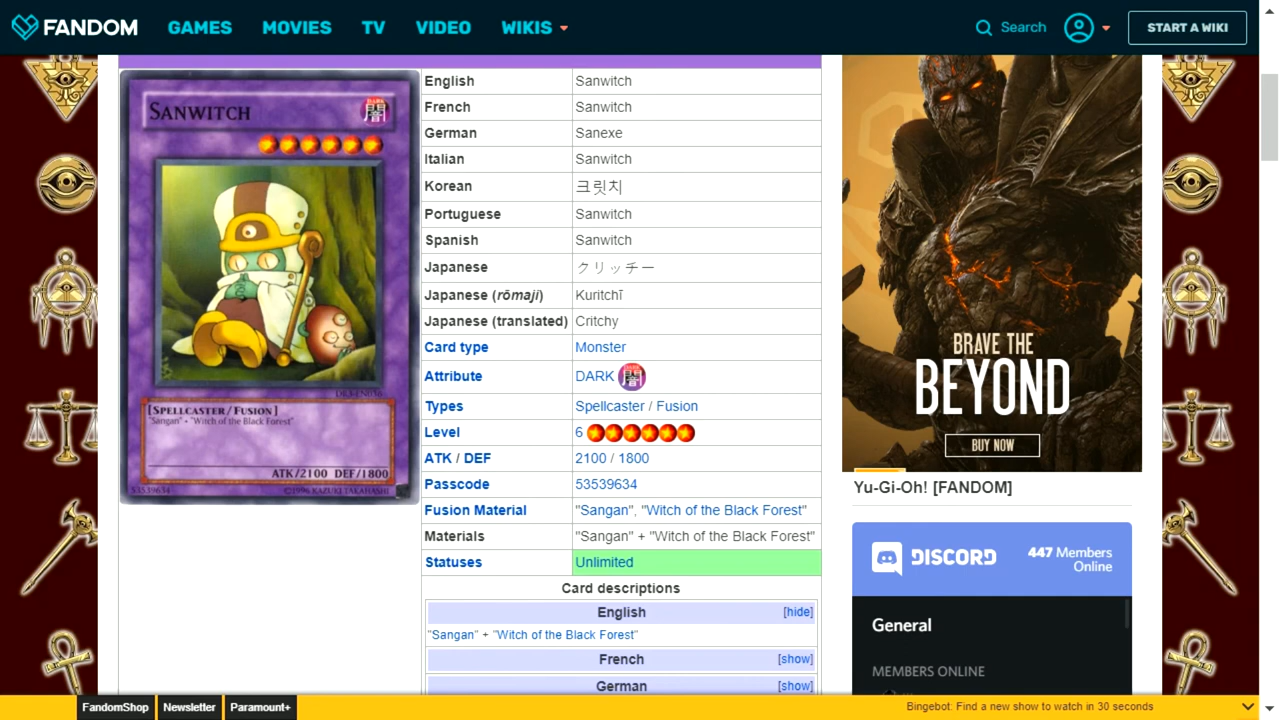 FANDOM GAMES MOVIES TV VIDEO WIKIS Search START A WIKI
SANWITCH 闇
DR3-EN036
[SPELLCASTER / FUSION]
"Sangan" + "Witch of the Black Forest"
ATK/2100 DEF/1800
53539634 ©1996 KAZUKI TAKAHASHI
English Sanwitch
French Sanwitch
German Sanexe
Italian Sanwitch
Korean 크릿치
Portuguese Sanwitch
Spanish Sanwitch
Japanese クリッチー
Japanese (rōmaji) Kuritchī
Japanese (translated) Critchy
Card type Monster
Attribute DARK 闇
Types Spellcaster / Fusion
Level 6
ATK / DEF 2100 / 1800
Passcode 53539634
Fusion Material "Sangan", "Witch of the Black Forest"
Materials "Sangan" + "Witch of the Black Forest"
Statuses Unlimited
Card descriptions
English [hide]
"Sangan" + "Witch of the Black Forest"
French [show]
German [show]
BRAVE THE
BEYOND
BUY NOW
Yu-Gi-Oh! [FANDOM]
DISCORD 447 Members
Online
General
MEMBERS ONLINE
FandomShop Newsletter Paramount+ Bingebot: Find a new show to watch in 30 seconds